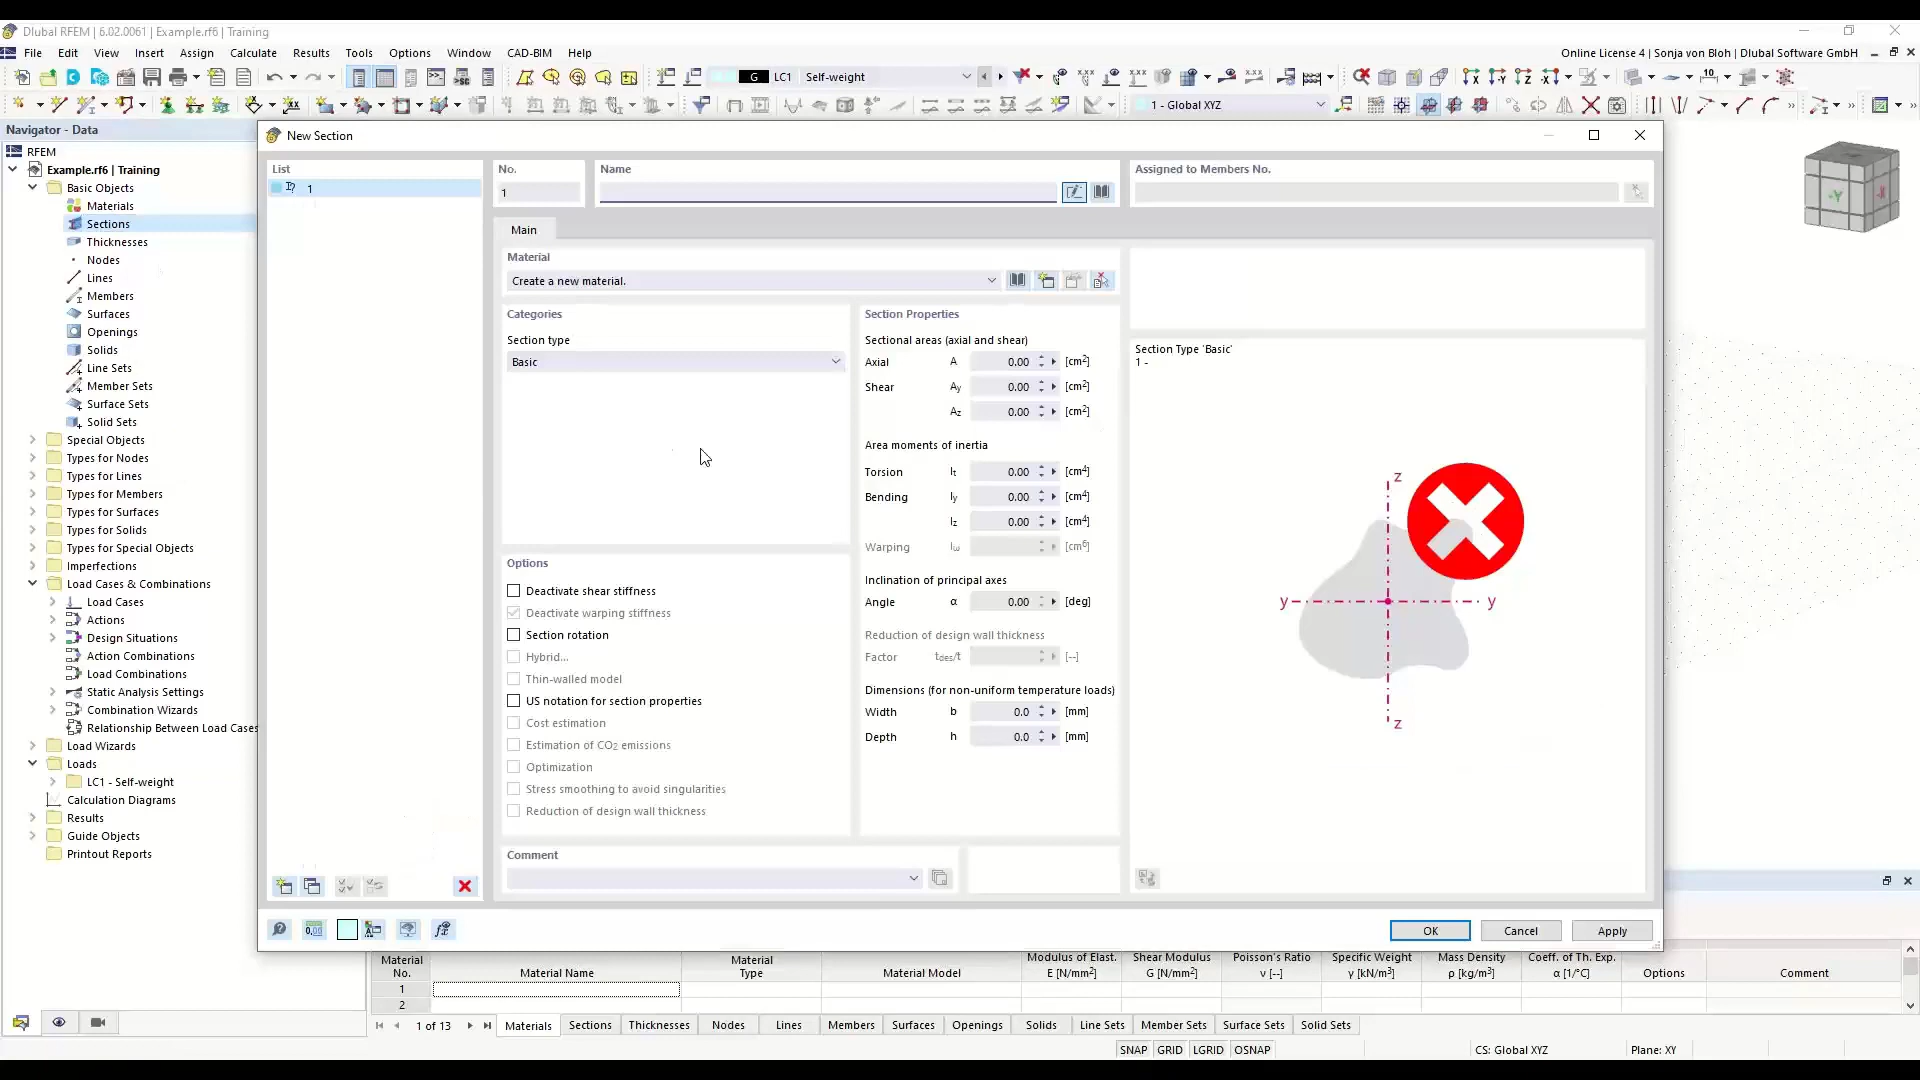 Dlubal RFEM | 6.02.0061 | Example.rf6 | Training
File Edit View Insert Assign Calculate Results Tools Options Window CAD-BIM Help
Online License 4 | Sonja von Bloh | Dlubal Software GmbH
G LC1 Self-weight
1 - Global XYZ
Navigator - Data
RFEM
Example.rf6 | Training
Basic Objects
Materials
Sections
Thicknesses
Nodes
Lines
Members
Surfaces
Openings
Solids
Line Sets
Member Sets
Surface Sets
Solid Sets
Special Objects
Types for Nodes
Types for Lines
Types for Members
Types for Surfaces
Types for Solids
Types for Special Objects
Imperfections
Load Cases & Combinations
Load Cases
Actions
Design Situations
Action Combinations
Load Combinations
Static Analysis Settings
Combination Wizards
Relationship Between Load Cases
Load Wizards
Loads
LC1 - Self-weight
Calculation Diagrams
Results
Guide Objects
Printout Reports
New Section
List
1
No.
1
Name
Assigned to Members No.
Main
Material
Create a new material.
Categories
Section type
Basic
Options
Deactivate shear stiffness
Deactivate warping stiffness
Section rotation
Hybrid...
Thin-walled model
US notation for section properties
Cost estimation
Estimation of CO2 emissions
Optimization
Stress smoothing to avoid singularities
Reduction of design wall thickness
Section Properties
Sectional areas (axial and shear)
Axial A 0.00 [cm2]
Shear Ay 0.00 [cm2]
Az 0.00 [cm2]
Area moments of inertia
Torsion It 0.00 [cm4]
Bending Iy 0.00 [cm4]
Iz 0.00 [cm4]
Warping Iω [cm6]
Inclination of principal axes
Angle α 0.00 [deg]
Reduction of design wall thickness
Factor tdes/t [--]
Dimensions (for non-uniform temperature loads)
Width b 0.0 [mm]
Depth h 0.0 [mm]
Section Type 'Basic'
1 -
z
y y
z
Comment
OK Cancel Apply
Material No. Material Name Material Type Material Model Modulus of Elast. E [N/mm2] Shear Modulus G [N/mm2] Poisson's Ratio ν [--] Specific Weight γ [kN/m3] Mass Density ρ [kg/m3] Coeff. of Th. Exp. α [1/°C] Options Comment
1
2
1 of 13 Materials Sections Thicknesses Nodes Lines Members Surfaces Openings Solids Line Sets Member Sets Surface Sets Solid Sets
SNAP GRID LGRID OSNAP CS: Global XYZ Plane: XY